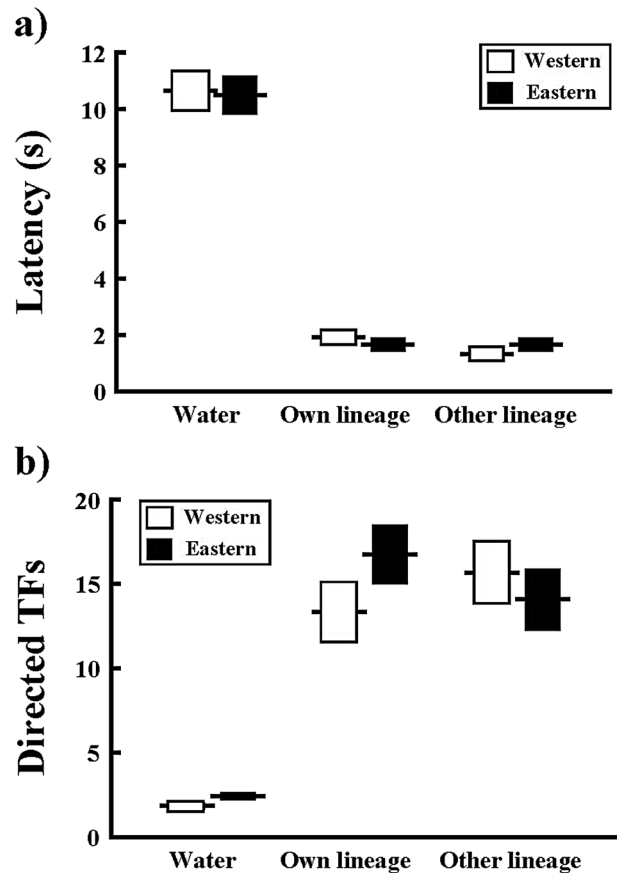 a)
Latency (s)
12
10
8
6
4
2
0
Western
Eastern
Water
Own lineage
Other lineage
b)
Directed TFs
20
15
10
5
0
Western
Eastern
Water
Own lineage
Other lineage